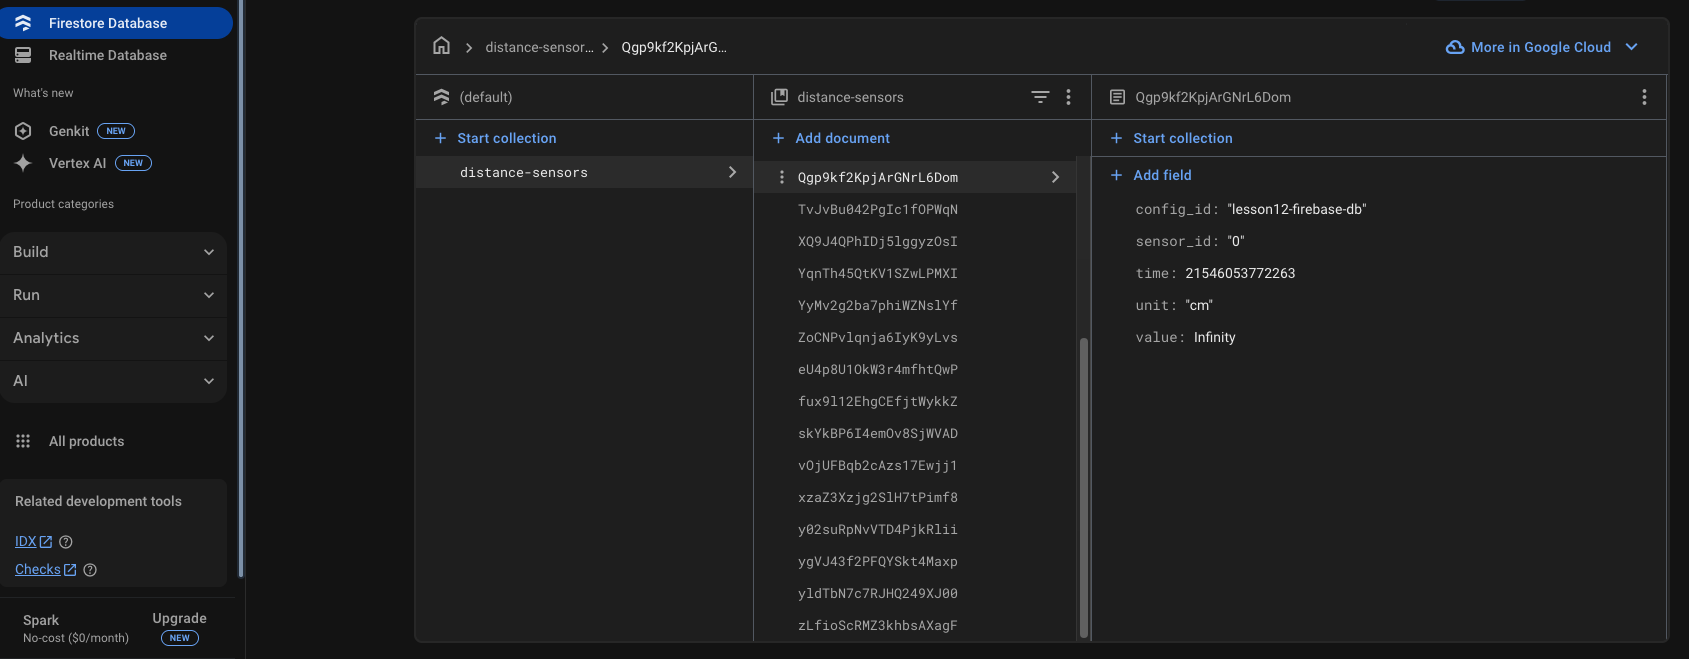 Firestore Database
Realtime Database
What's new
Genkit NEW
Vertex AI NEW
Product categories
Build
Run
Analytics
AI
All products
Related development tools
IDX
Checks
Spark
No-cost ($0/month)
Upgrade
NEW
distance-sensor... > Qgp9kf2KpjArG...
More in Google Cloud
(default)
+ Start collection
distance-sensors
distance-sensors
+ Add document
Qgp9kf2KpjArGNrL6Dom
TvJvBu042PgIc1fOPWqN
XQ9J4QPhIDj5lggyzOsI
YqnTh45QtKV1SZwLPMXI
YyMv2g2ba7phiWZNslYf
ZoCNPvlqnja6IyK9yLvs
eU4p8U1OkW3r4mfhtQwP
fux9l12EhgCEfjtWykkZ
skYkBP6I4emOv8SjWVAD
vOjUFBqb2cAzs17Ewjj1
xzaZ3Xzjg2SlH7tPimf8
y02suRpNvVTD4PjkRlii
ygVJ43f2PFQYSkt4Maxp
yldTbN7c7RJHQ249XJ00
zLfioScRMZ3khbsAXagF
Qgp9kf2KpjArGNrL6Dom
+ Start collection
+ Add field
config_id: "lesson12-firebase-db"
sensor_id: "0"
time: 21546053772263
unit: "cm"
value: Infinity